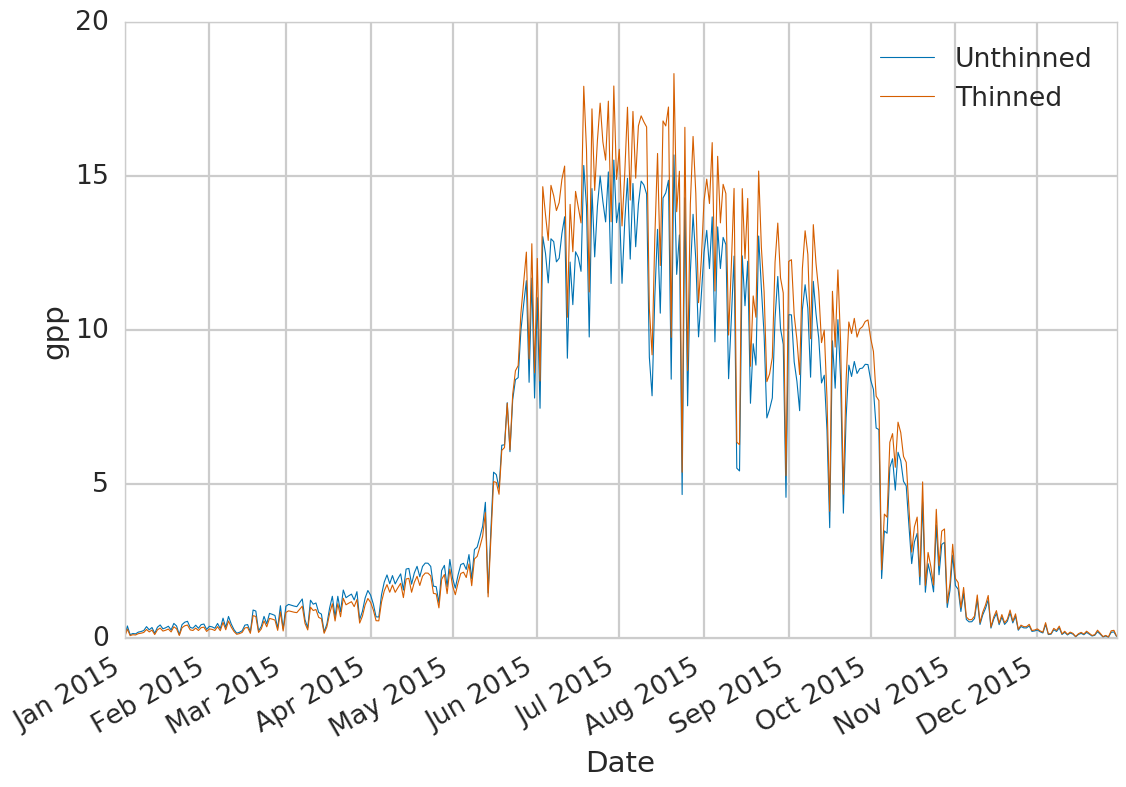 20
15
10
5
0
gpp
Unthinned
Thinned
Jan 2015
Feb 2015
Mar 2015
Apr 2015
May 2015
Jun 2015
Jul 2015
Aug 2015
Sep 2015
Oct 2015
Nov 2015
Dec 2015
Date